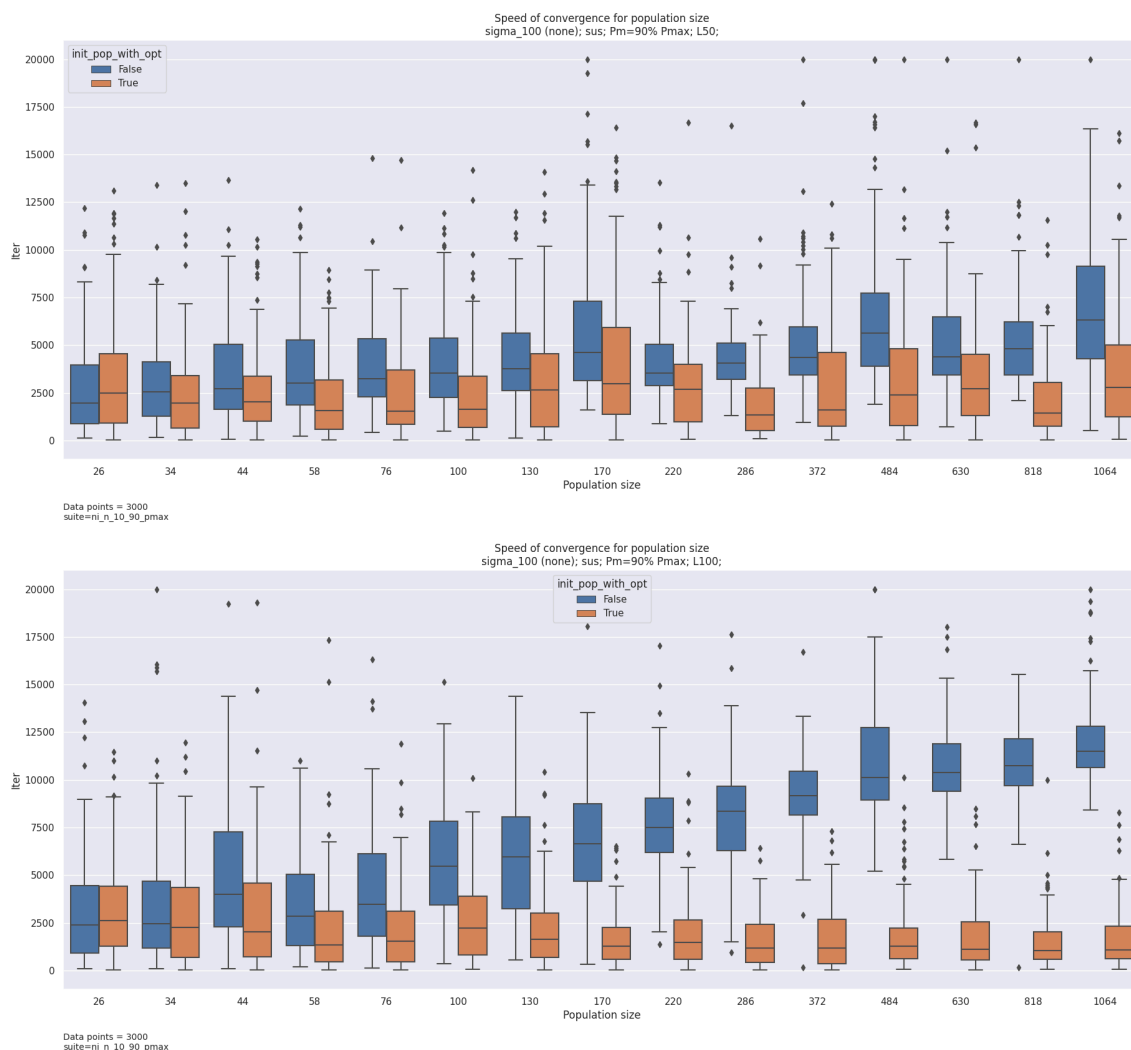 Speed of convergence for population size
sigma_100 (none); sus; Pm=90% Pmax; L50;
init_pop_with_opt
False
True
20000
17500
15000
12500
10000
7500
5000
2500
0
Iter
26 34 44 58 76 100 130 170 220 286 372 484 630 818 1064
Population size
Data points = 3000
suite=ni_n_10_90_pmax
Speed of convergence for population size
sigma_100 (none); sus; Pm=90% Pmax; L100;
init_pop_with_opt
False
True
20000
17500
15000
12500
10000
7500
5000
2500
0
Iter
26 34 44 58 76 100 130 170 220 286 372 484 630 818 1064
Population size
Data points = 3000
suite=ni_n_10_90_pmax